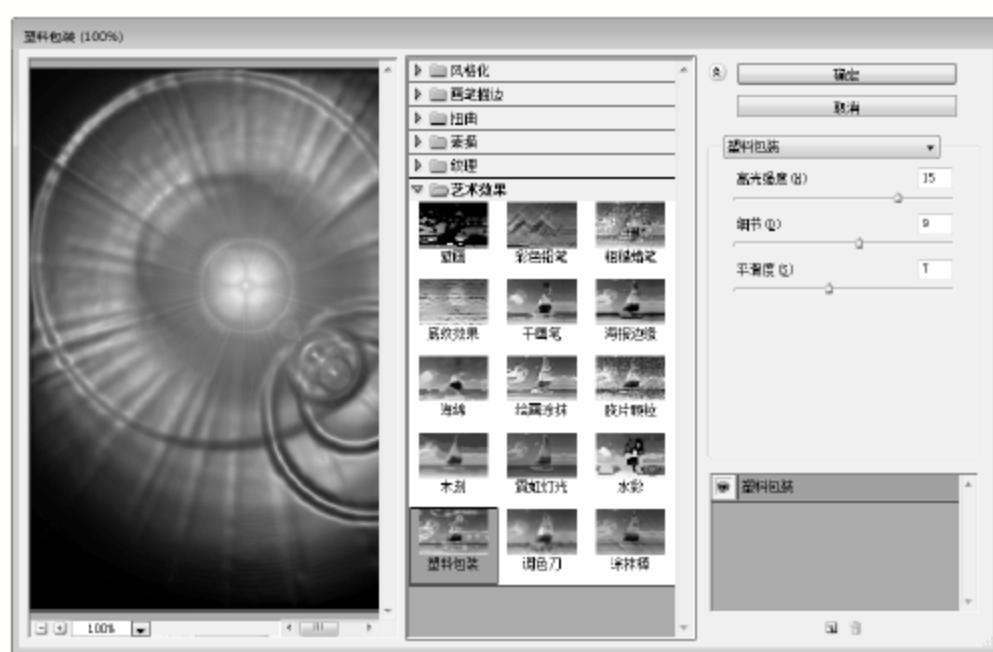 塑料包装 (100%)
风格化
画笔描边
扭曲
素描
纹理
艺术效果
壁画
彩色铅笔
粗糙蜡笔
底纹效果
干画笔
海报边缘
海绵
绘画涂抹
胶片颗粒
木刻
霓虹灯光
水彩
塑料包装
调色刀
涂抹棒
100%
确定
取消
塑料包装
高光强度(H) 15
细节(D) 9
平滑度(S) 7
塑料包装